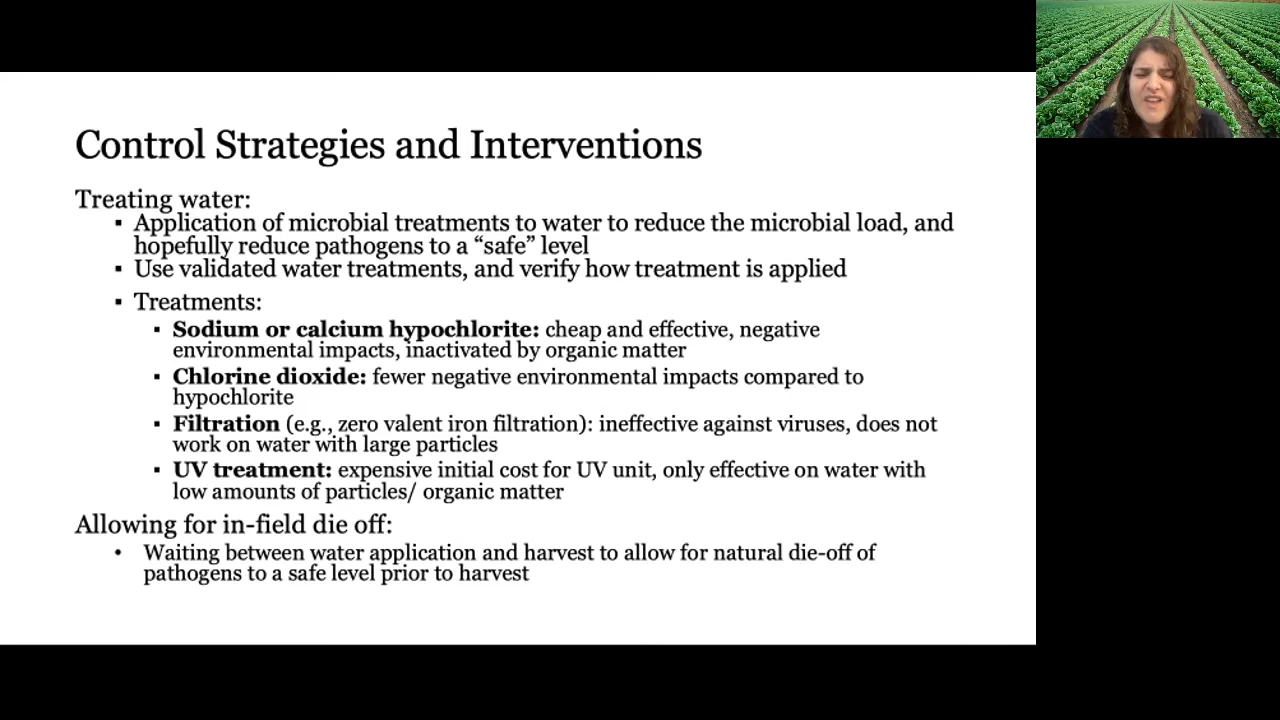 Control Strategies and Interventions
Treating water:
▪ Application of microbial treatments to water to reduce the microbial load, and
hopefully reduce pathogens to a “safe” level
▪ Use validated water treatments, and verify how treatment is applied
▪ Treatments:
▪ Sodium or calcium hypochlorite: cheap and effective, negative
environmental impacts, inactivated by organic matter
▪ Chlorine dioxide: fewer negative environmental impacts compared to
hypochlorite
▪ Filtration (e.g., zero valent iron filtration): ineffective against viruses, does not
work on water with large particles
▪ UV treatment: expensive initial cost for UV unit, only effective on water with
low amounts of particles/ organic matter
Allowing for in-field die off:
• Waiting between water application and harvest to allow for natural die-off of
pathogens to a safe level prior to harvest